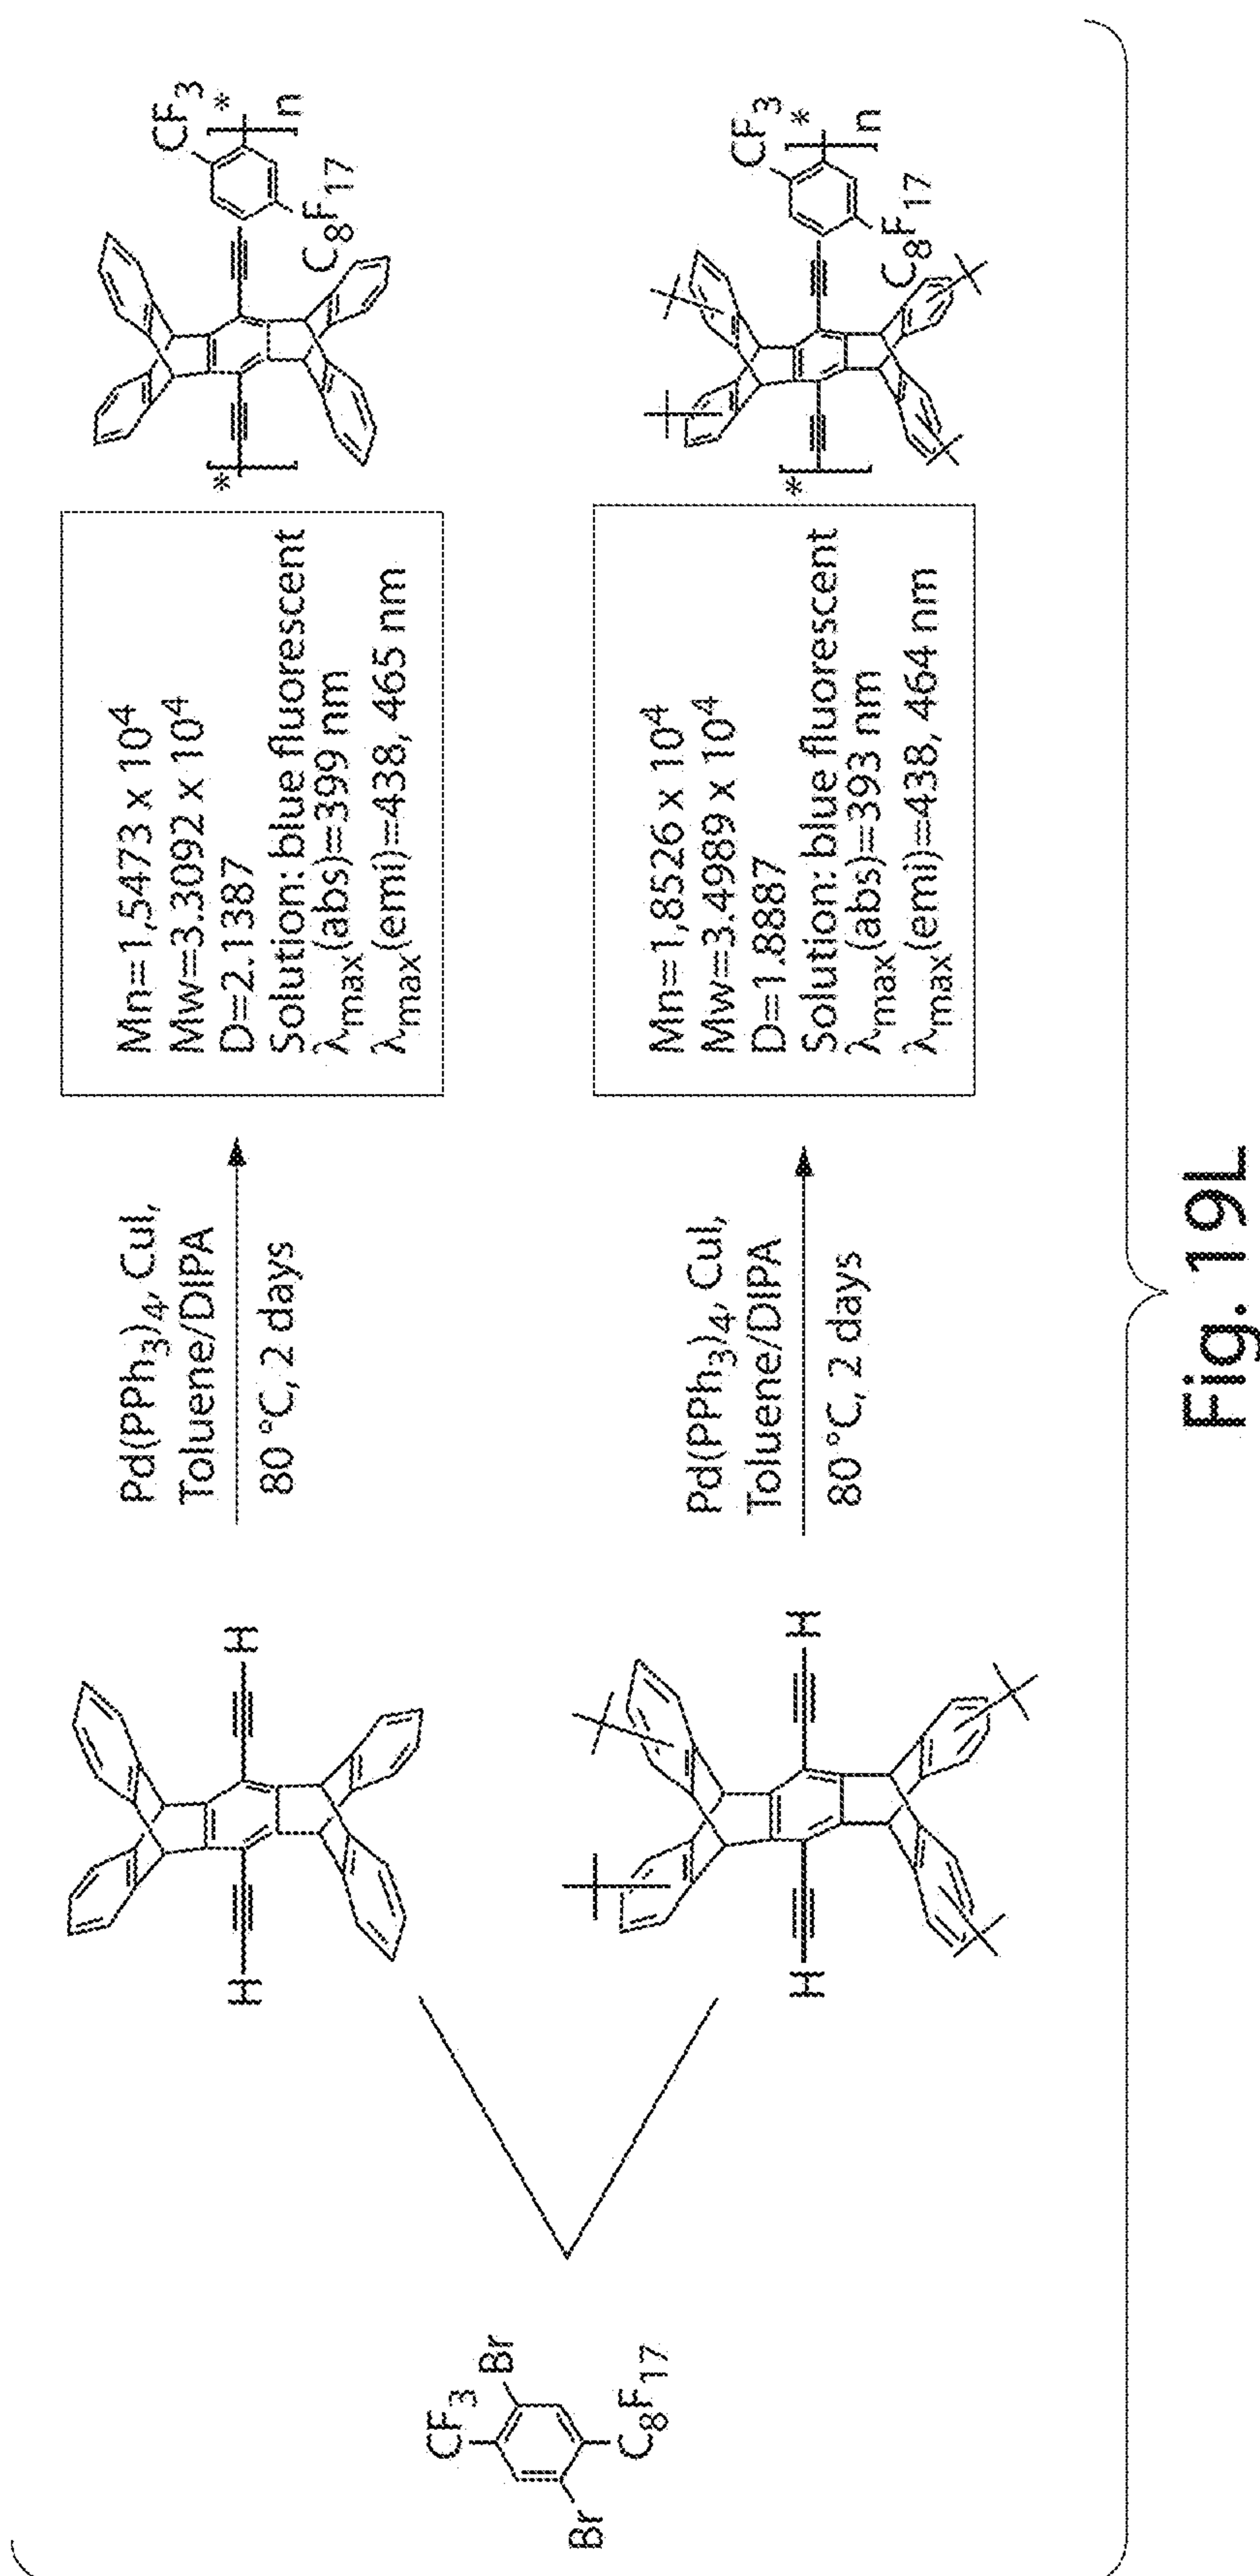 CF3
Br
Br
C8F17
H
H
Pd(PPh3)4, CuI,
Toluene/DIPA
80 °C, 2 days
Mn=1,5473 x 10^4
Mw=3.3092 x 10^4
D=2.1387
Solution: blue fluorescent
λmax(abs)=399 nm
λmax(emi)=438, 465 nm
*
CF3
*
n
C8F17
H
H
Pd(PPh3)4, CuI,
Toluene/DIPA
80 °C, 2 days
Mn=1,8526 x 10^4
Mw=3.4989 x 10^4
D=1.8887
Solution: blue fluorescent
λmax(abs)=393 nm
λmax(emi)=438, 464 nm
*
CF3
*
n
C8F17
Fig. 19L